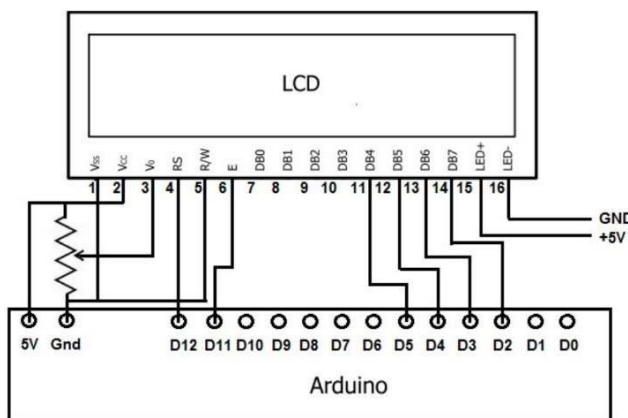 LCD
Vss Vcc Vo RS R/W E DB0 DB1 DB2 DB3 DB4 DB5 DB6 DB7 LED+ LED-
1 2 3 4 5 6 7 8 9 10 11 12 13 14 15 16
GND
+5V
5V Gnd D12 D11 D10 D9 D8 D7 D6 D5 D4 D3 D2 D1 D0
Arduino